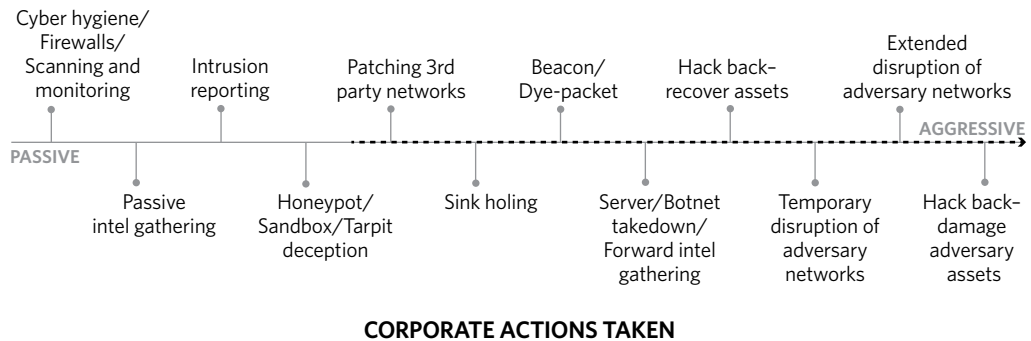 Cyber hygiene/
Firewalls/
Scanning and
monitoring
Intrusion
reporting
Patching 3rd
party networks
Beacon/
Dye-packet
Hack back–
recover assets
Extended
disruption of
adversary networks
PASSIVE
AGGRESSIVE
Passive
intel gathering
Honeypot/
Sandbox/Tarpit
deception
Sink holing
Server/Botnet
takedown/
Forward intel
gathering
Temporary
disruption of
adversary
networks
Hack back–
damage
adversary
assets
CORPORATE ACTIONS TAKEN